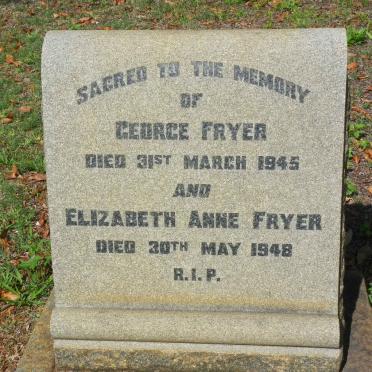 SACRED TO THE MEMORY
OF
GEORGE FRYER
DIED 31ST MARCH 1945
AND
ELIZABETH ANNE FRYER
DIED 30TH MAY 1948
R.I.P.